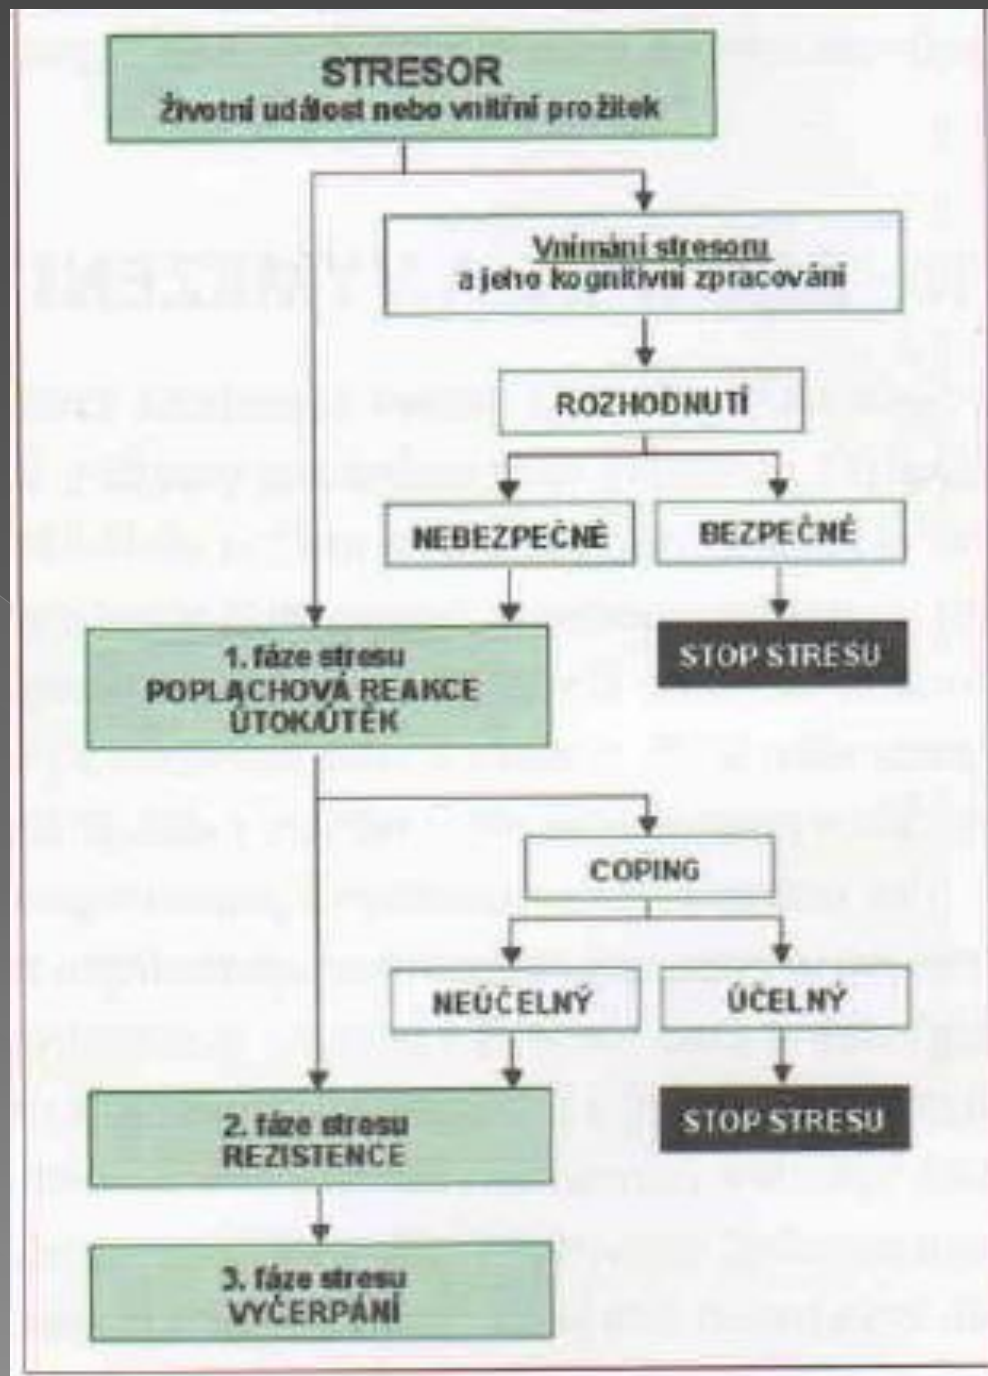 STRESOR
Životní událost nebo vnitřní prožitek
Vnímání stresoru
a jeho kognitivní zpracování
ROZHODNUTÍ
NEBEZPEČNÉ
BEZPEČNÉ
1. fáze stresu
POPLACHOVÁ REAKCE
ÚTOK/ÚTĚK
STOP STRESU
COPING
NEÚČELNÝ
ÚČELNÝ
2. fáze stresu
REZISTENCE
STOP STRESU
3. fáze stresu
VYČERPÁNÍ